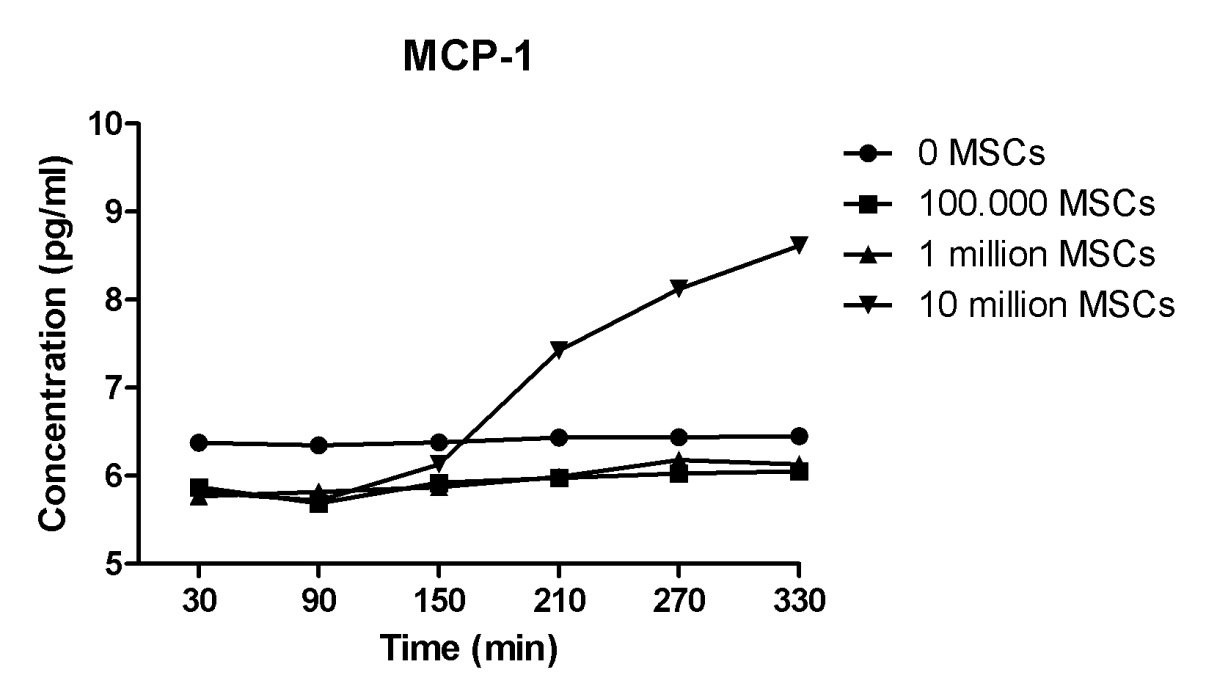 MCP-1
Concentration (pg/ml)
10
9
8
7
6
5
30 90 150 210 270 330
Time (min)
0 MSCs
100.000 MSCs
1 million MSCs
10 million MSCs